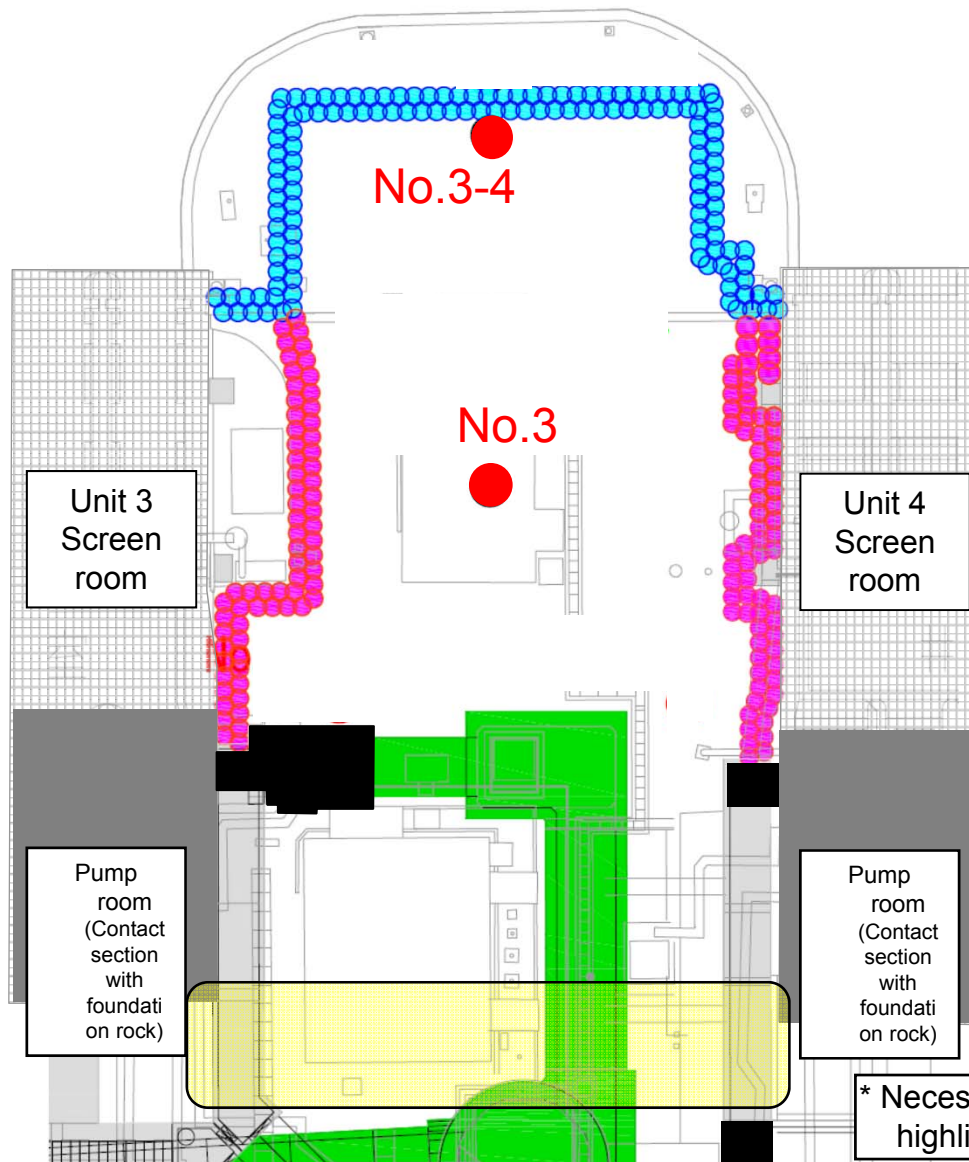 No.3-4
No.3
Unit 3
Screen
room
Unit 4
Screen
room
Pump
room
(Contact
section
with
foundati
on rock)
Pump
room
(Contact
section
with
foundati
on rock)
* Neces
highli